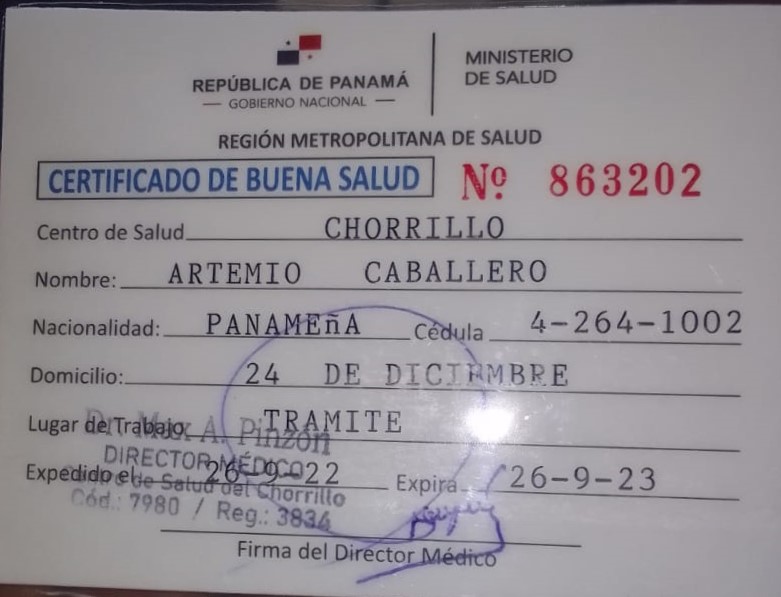 REPÚBLICA DE PANAMÁ
— GOBIERNO NACIONAL —
MINISTERIO
DE SALUD
REGIÓN METROPOLITANA DE SALUD
CERTIFICADO DE BUENA SALUD Nº 863202
Centro de Salud CHORRILLO
Nombre: ARTEMIO CABALLERO
Nacionalidad: PANAMEñA Cédula 4-264-1002
Domicilio: 24 DE DICIEMBRE
Lugar de Trabajo TRAMITE
Dr. Max A. Pinzón
DIRECTOR MÉDICO
Expedido el 26-9-22 Expira 26-9-23
Centro de Salud del Chorrillo
Cód.: 7980 / Reg.: 3834
Firma del Director Médico